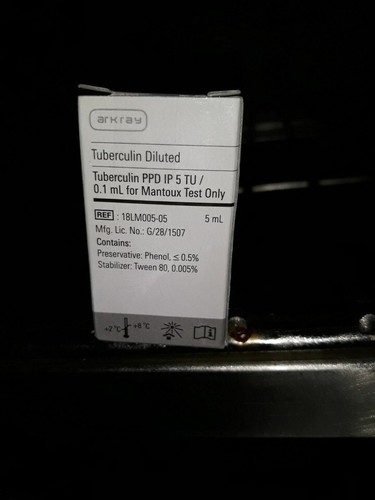 arkray
Tuberculin Diluted
Tuberculin PPD IP 5 TU /
0.1 mL for Mantoux Test Only
REF : 18LM005-05 5 mL
Mfg. Lic. No.: G/28/1507
Contains:
Preservative: Phenol, ≤ 0.5%
Stabilizer: Tween 80, 0.005%
+2 °C +8 °C